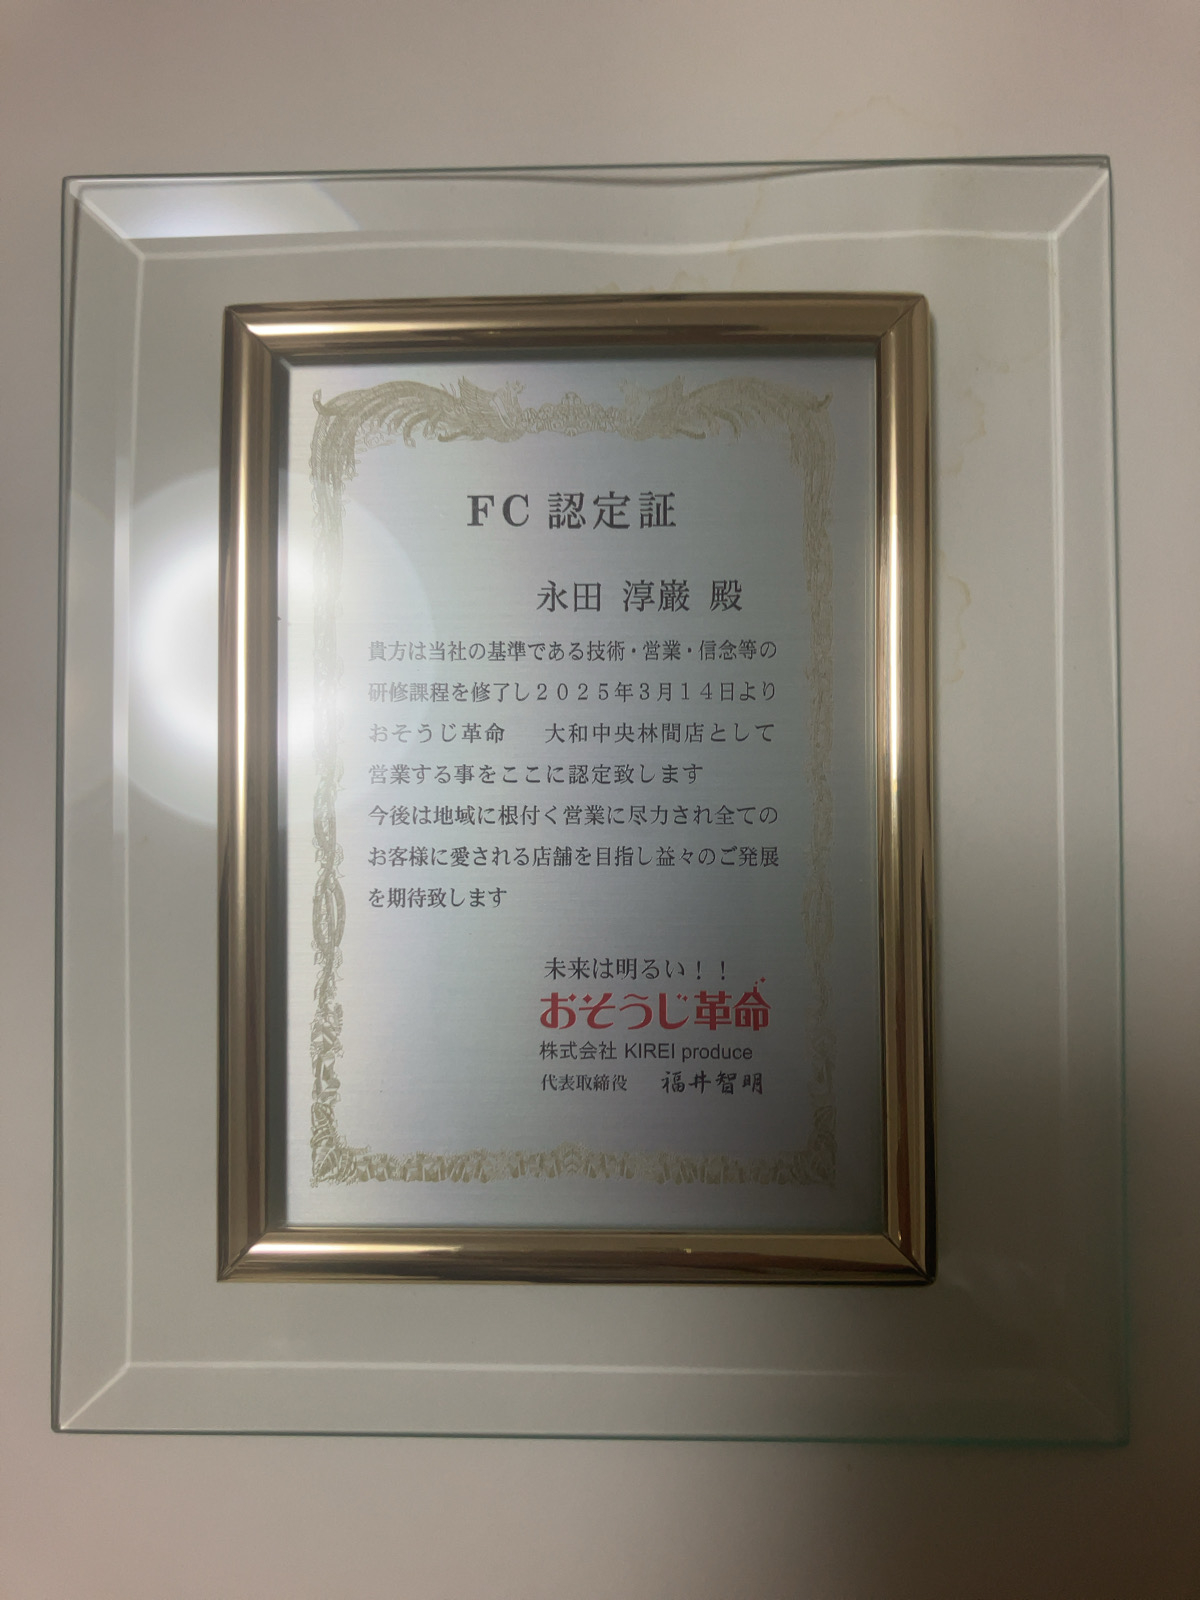 FC 認定証
永田 淳巌 殿
貴方は当社の基準である技術・営業・信念等の
研修課程を修了し2025年3月14日より
おそうじ革命 大和中央林間店として
営業する事をここに認定致します
今後は地域に根付く営業に尽力され全ての
お客様に愛される店舗を目指し益々のご発展
を期待致します
未来は明るい！！
おそうじ革命
株式会社 KIREI produce
代表取締役 福井智明